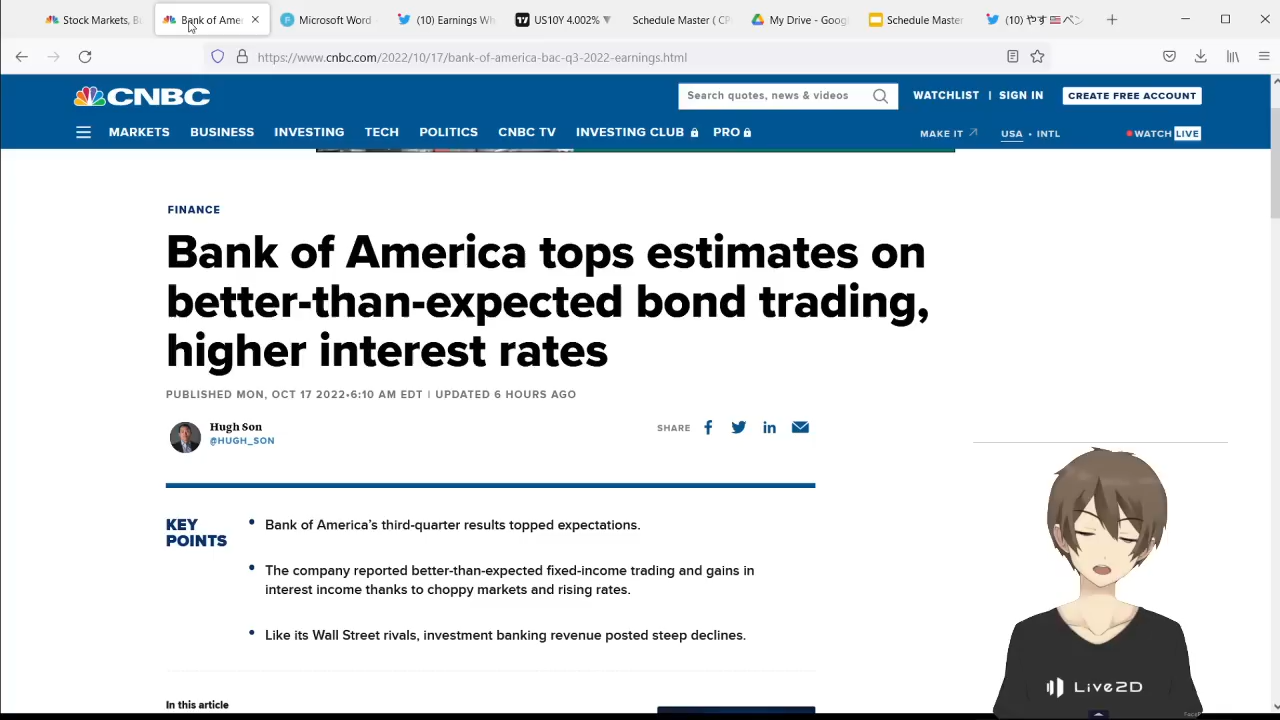 Stock Markets, Bu
Bank of Amer
Microsoft Word
(10) Earnings Wh
US10Y 4.002% ▼
Schedule Master ( CP
My Drive - Goog
Schedule Master
(10) やす🇺🇸ペン
https://www.cnbc.com/2022/10/17/bank-of-america-bac-q3-2022-earnings.html
CNBC
Search quotes, news & videos
WATCHLIST | SIGN IN
CREATE FREE ACCOUNT
MARKETS BUSINESS INVESTING TECH POLITICS CNBC TV INVESTING CLUB PRO
MAKE IT USA • INTL WATCH LIVE
FINANCE
Bank of America tops estimates on
better-than-expected bond trading,
higher interest rates
PUBLISHED MON, OCT 17 2022•6:10 AM EDT | UPDATED 6 HOURS AGO
Hugh Son
@HUGH_SON
SHARE
KEY
POINTS
• Bank of America’s third-quarter results topped expectations.
• The company reported better-than-expected fixed-income trading and gains in
interest income thanks to choppy markets and rising rates.
• Like its Wall Street rivals, investment banking revenue posted steep declines.
In this article
Live2D